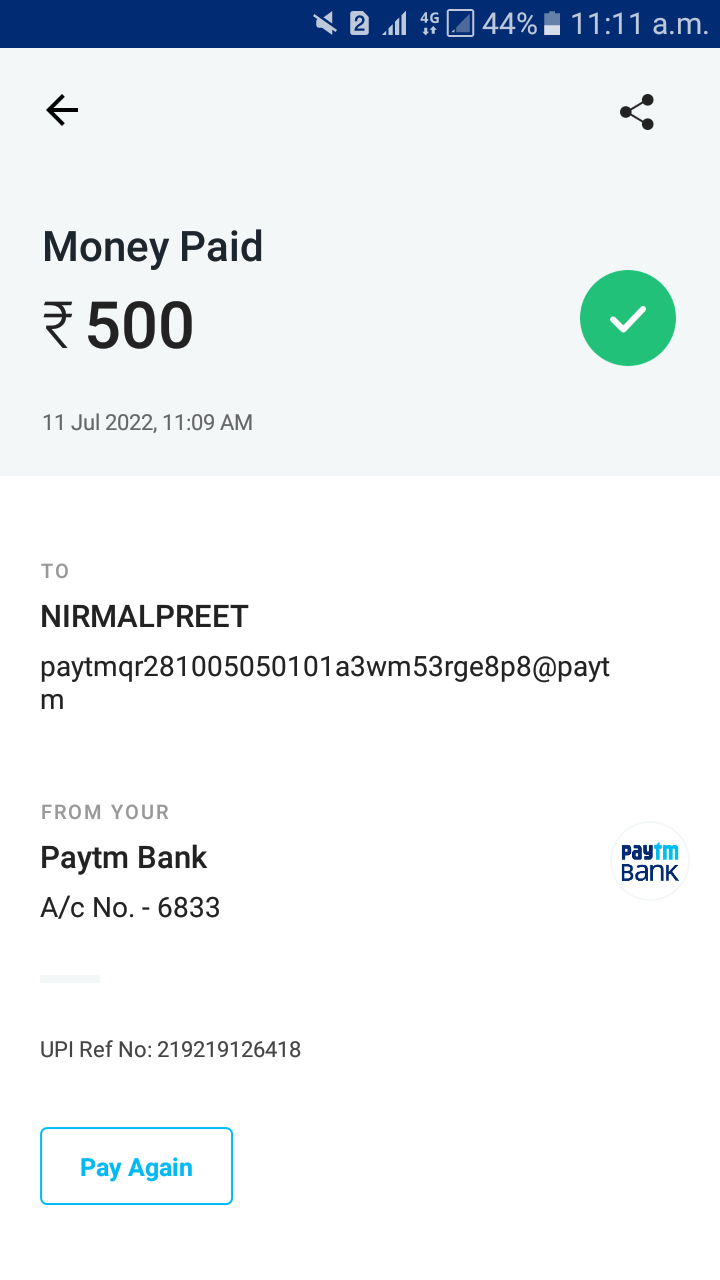 2 4G 44% 11:11 a.m.
Money Paid
₹ 500
11 Jul 2022, 11:09 AM
TO
NIRMALPREET
paytmqr281005050101a3wm53rge8p8@payt
m
FROM YOUR
Paytm Bank
paytm
BANK
A/c No. - 6833
UPI Ref No: 219219126418
Pay Again